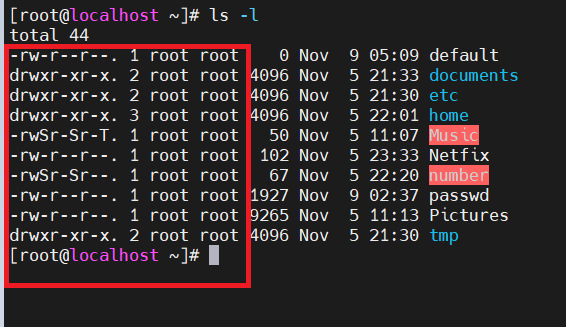 [root@localhost ~]# ls -l
total 44
-rw-r--r--. 1 root root 0 Nov 9 05:09 default
drwxr-xr-x. 2 root root 4096 Nov 5 21:33 documents
drwxr-xr-x. 2 root root 4096 Nov 5 21:30 etc
drwxr-xr-x. 3 root root 4096 Nov 5 22:01 home
-rwSr-Sr-T. 1 root root 50 Nov 5 11:07 Music
-rw-r--r--. 1 root root 102 Nov 5 23:33 Netfix
-rwSr-Sr--. 1 root root 67 Nov 5 22:20 number
-rw-r--r--. 1 root root 1927 Nov 9 02:37 passwd
-rw-r--r--. 1 root root 9265 Nov 5 11:13 Pictures
drwxr-xr-x. 2 root root 4096 Nov 5 21:30 tmp
[root@localhost ~]#